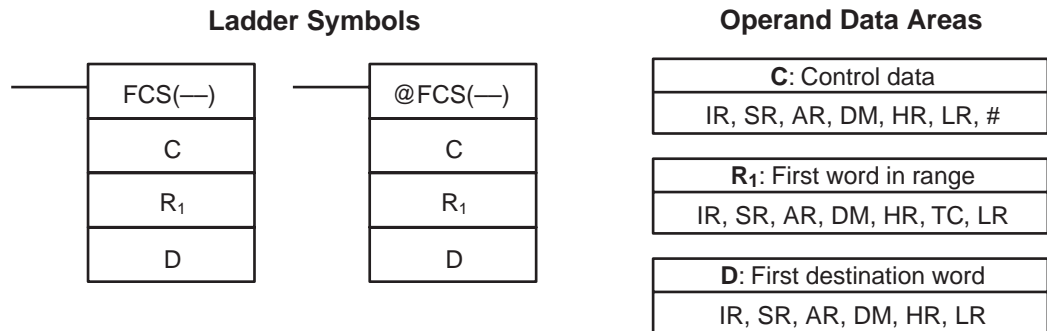 Ladder Symbols
FCS(––)
C
R₁
D
@FCS(––)
C
R₁
D
Operand Data Areas
C: Control data
IR, SR, AR, DM, HR, LR, #
R₁: First word in range
IR, SR, AR, DM, HR, TC, LR
D: First destination word
IR, SR, AR, DM, HR, LR